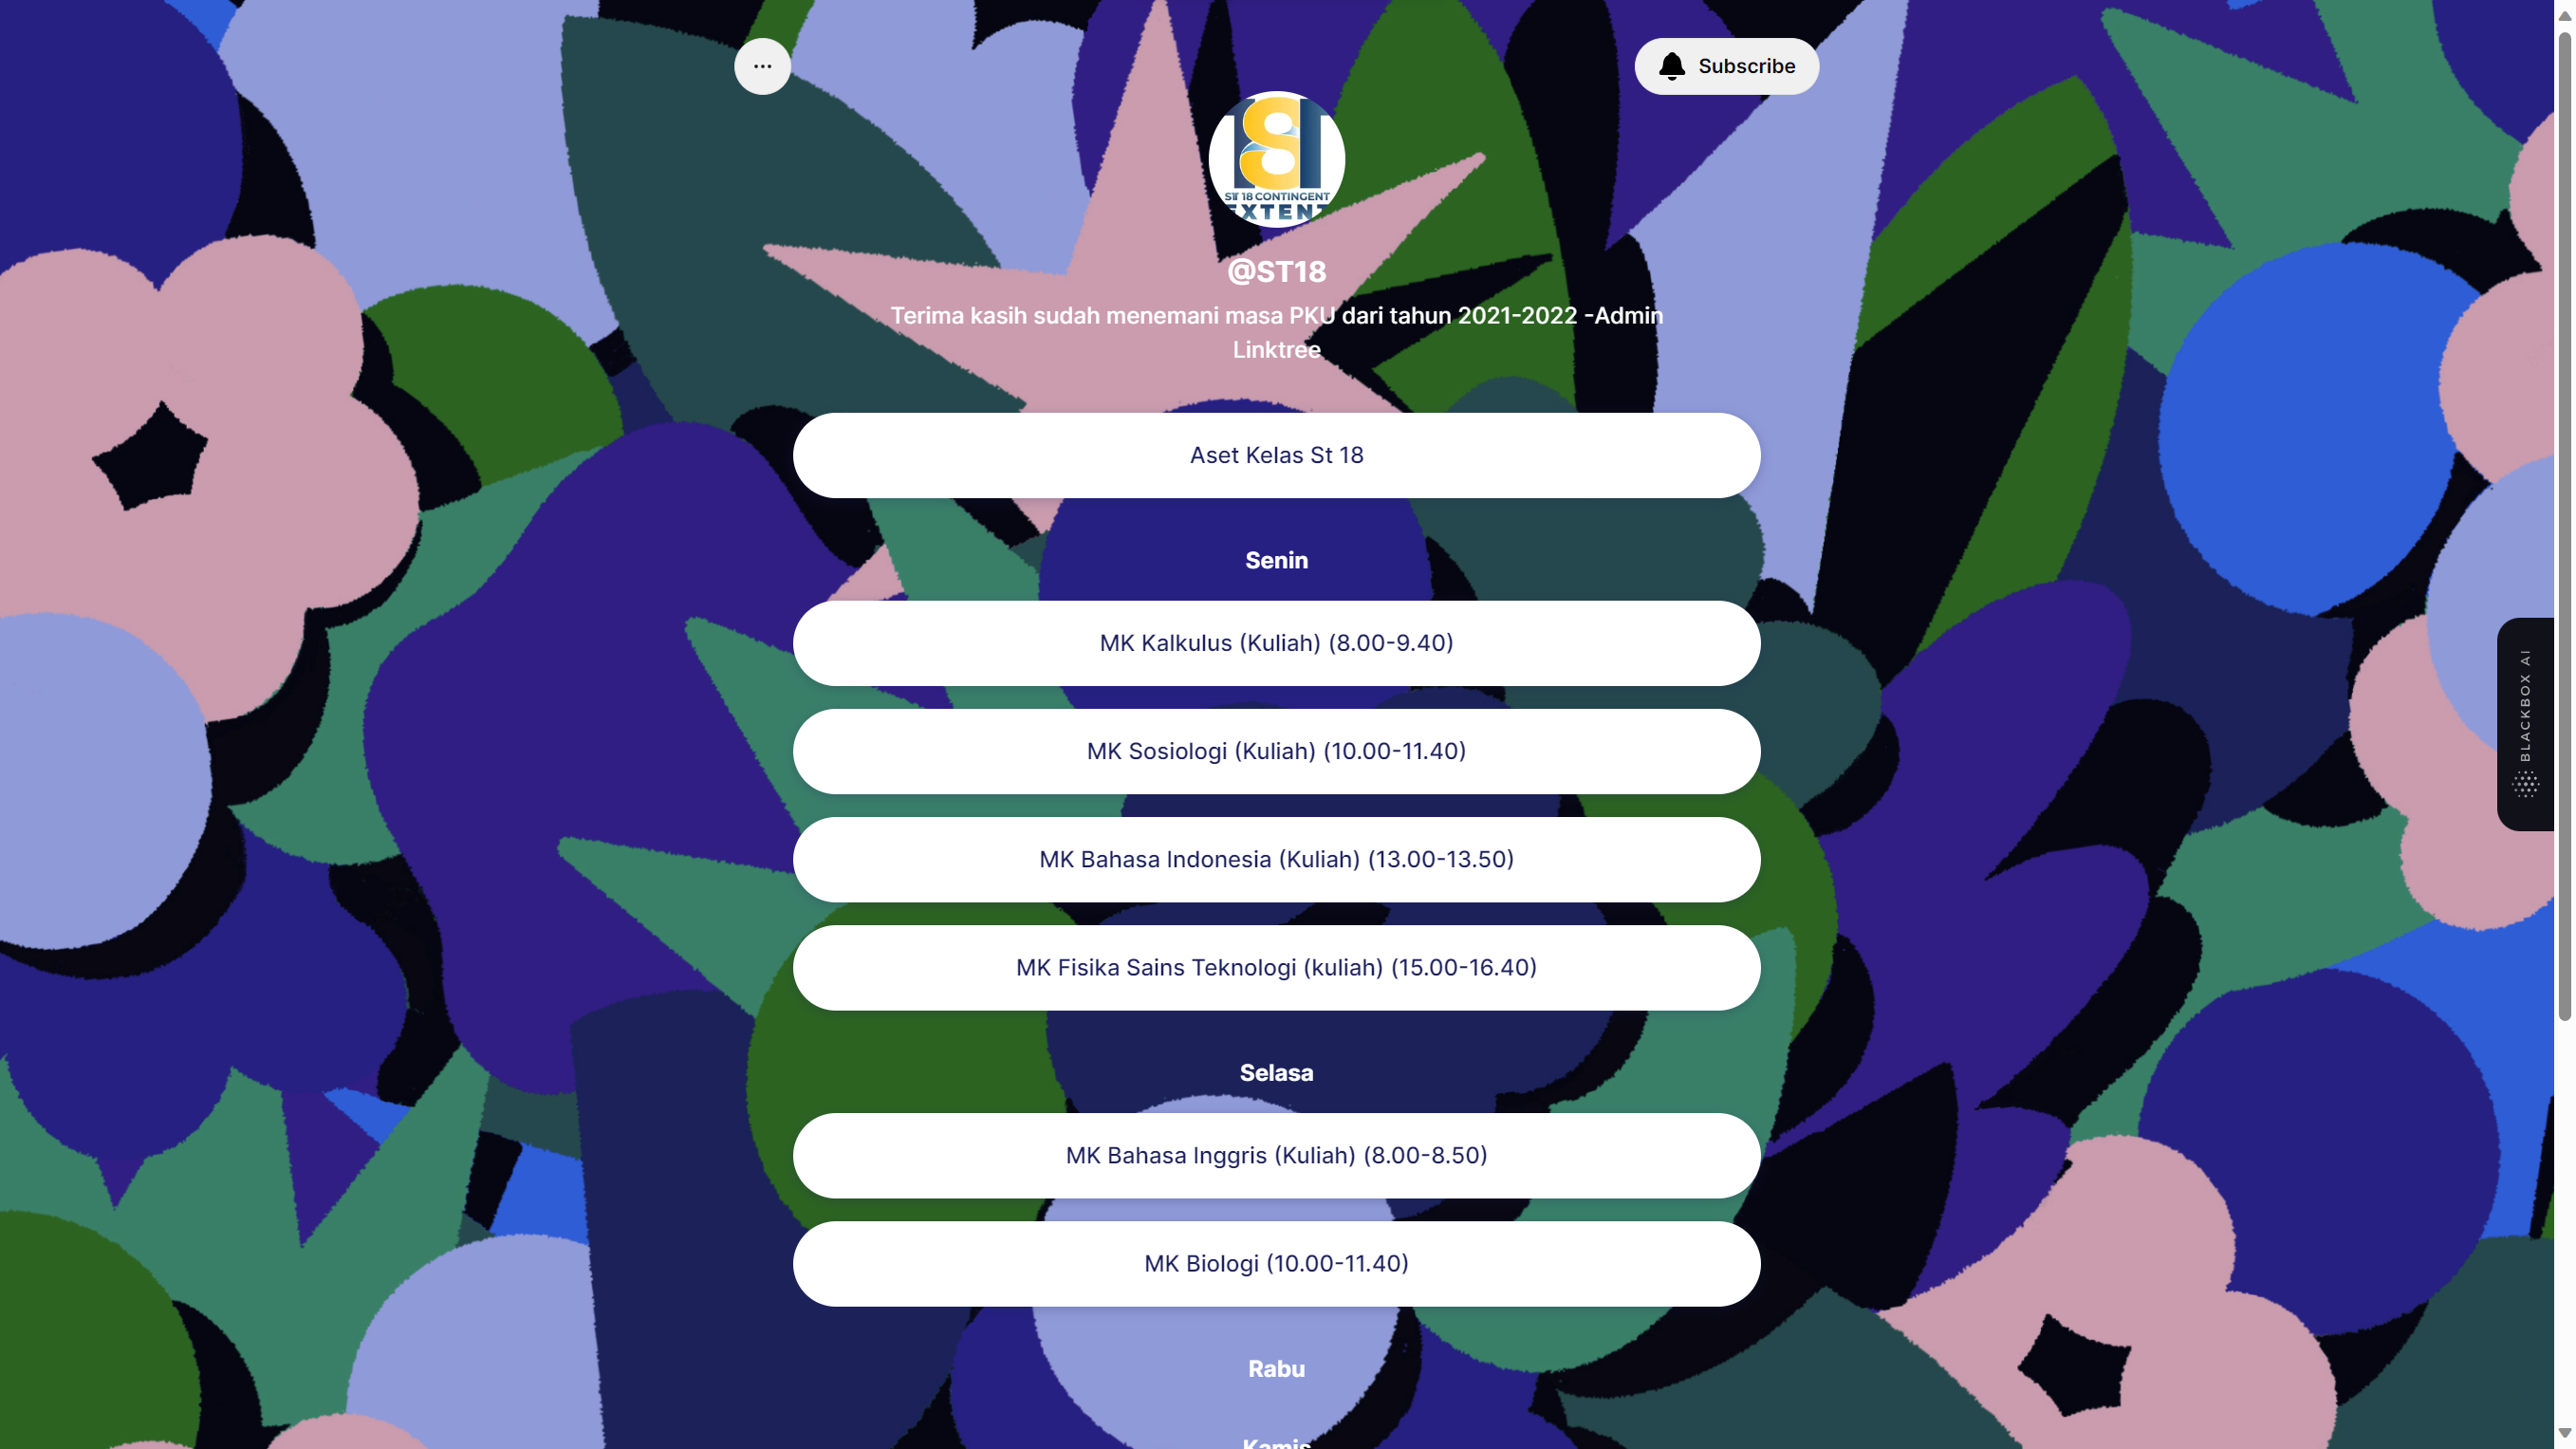 ...
Subscribe
ST 18 CONTINGENT
EXTENT
@ST18
Terima kasih sudah menemani masa PKU dari tahun 2021-2022 -Admin
Linktree
Aset Kelas St 18
Senin
MK Kalkulus (Kuliah) (8.00-9.40)
MK Sosiologi (Kuliah) (10.00-11.40)
MK Bahasa Indonesia (Kuliah) (13.00-13.50)
MK Fisika Sains Teknologi (kuliah) (15.00-16.40)
BLACKBOX AI
Selasa
MK Bahasa Inggris (Kuliah) (8.00-8.50)
MK Biologi (10.00-11.40)
Rabu
Kamis